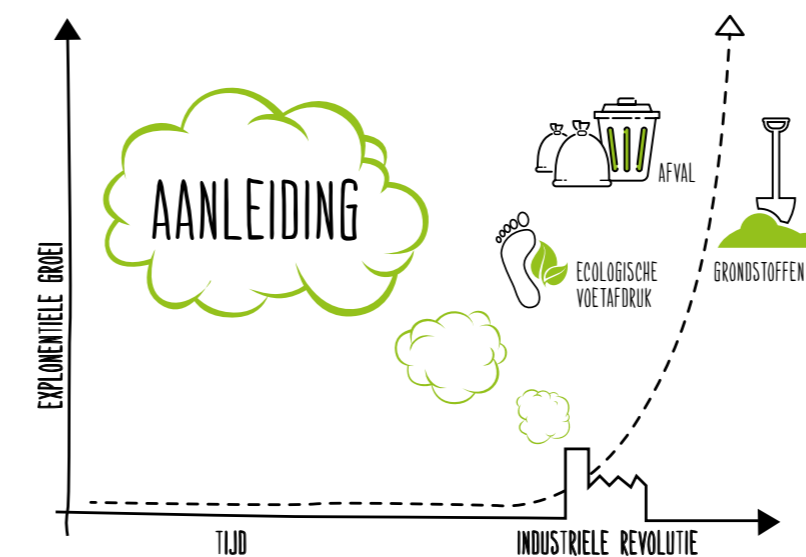 AANLEIDING
AFVAL
ECOLOGISCHE
VOETAFDRUK
GRONDSTOFFEN
EXPLONENTIELE GROEI
TIJD
INDUSTRIELE REVOLUTIE